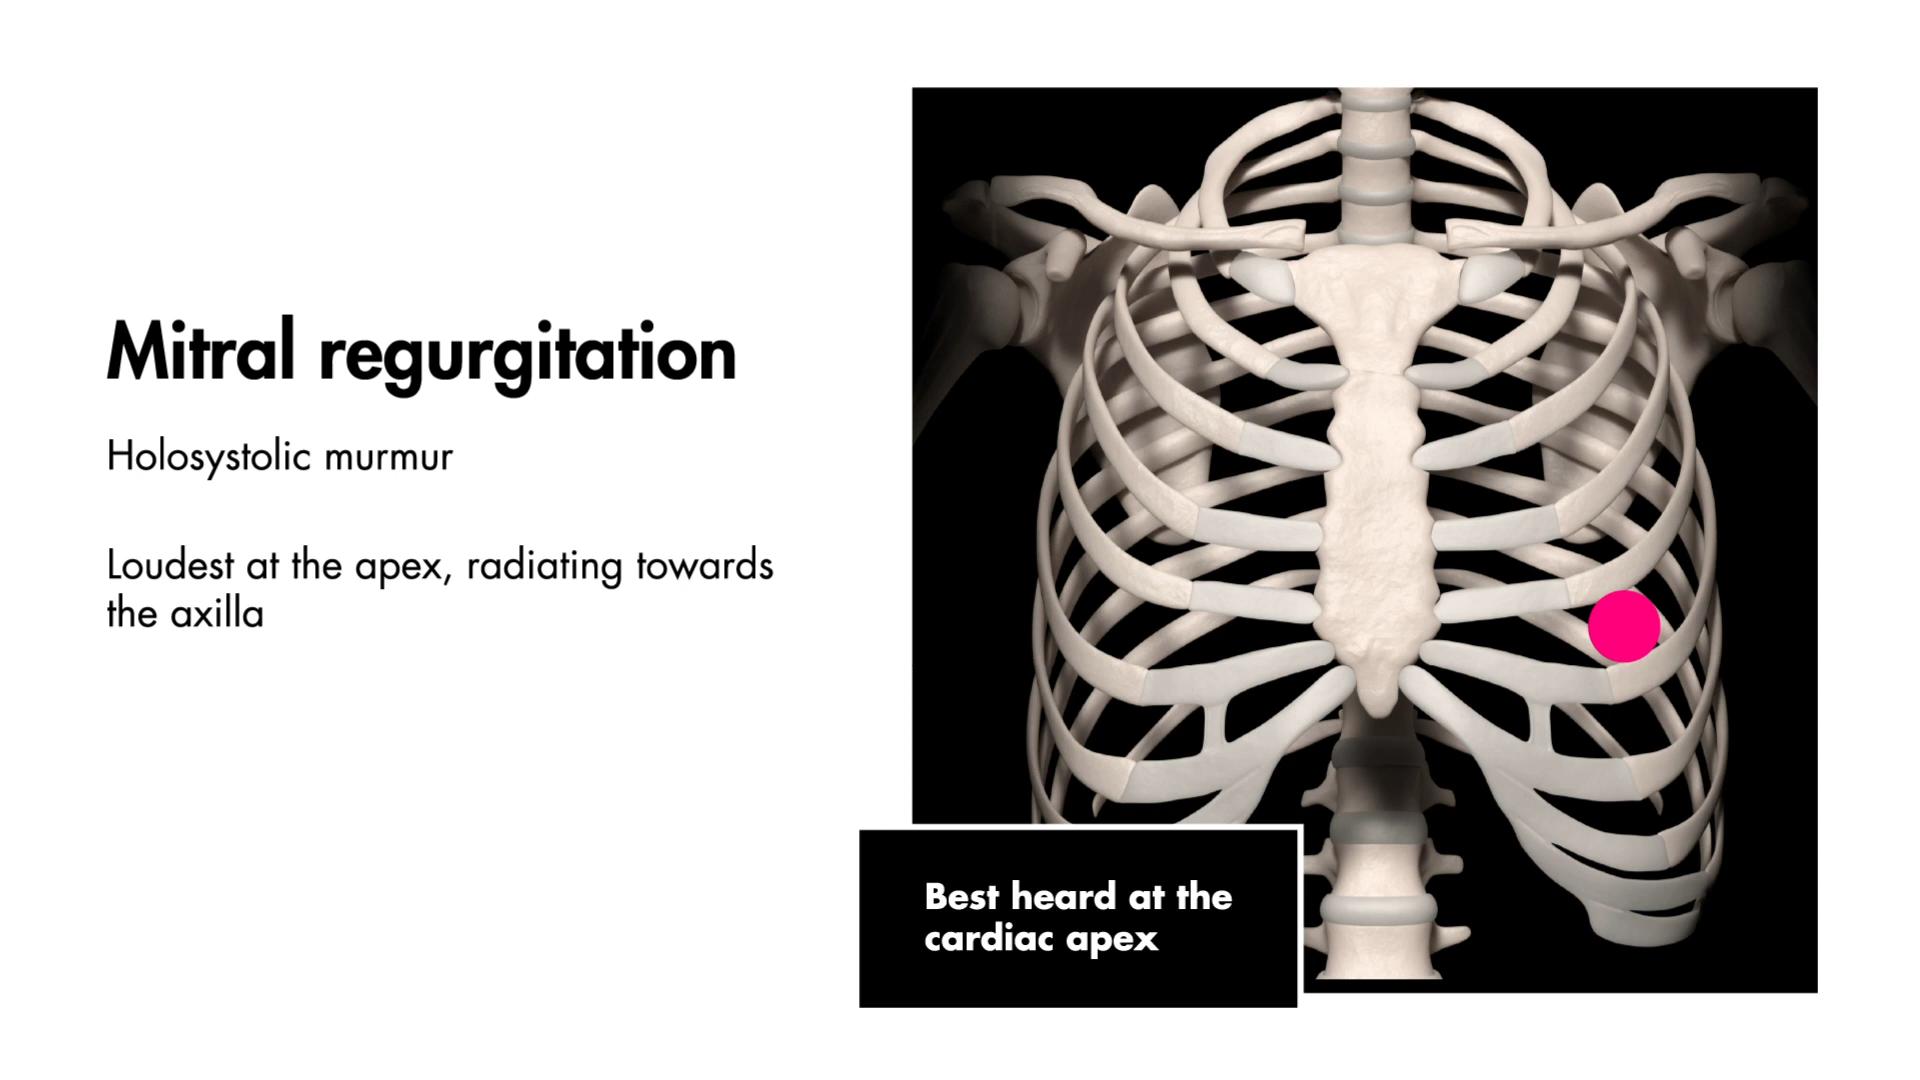 Mitral regurgitation
Holosystolic murmur
Loudest at the apex, radiating towards
the axilla
Best heard at the
cardiac apex